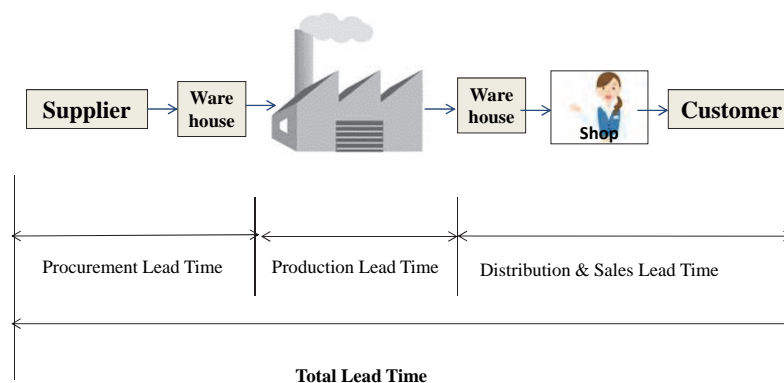 Supplier
Ware
house
Ware
house
Shop
Customer
Procurement Lead Time
Production Lead Time
Distribution & Sales Lead Time
Total Lead Time